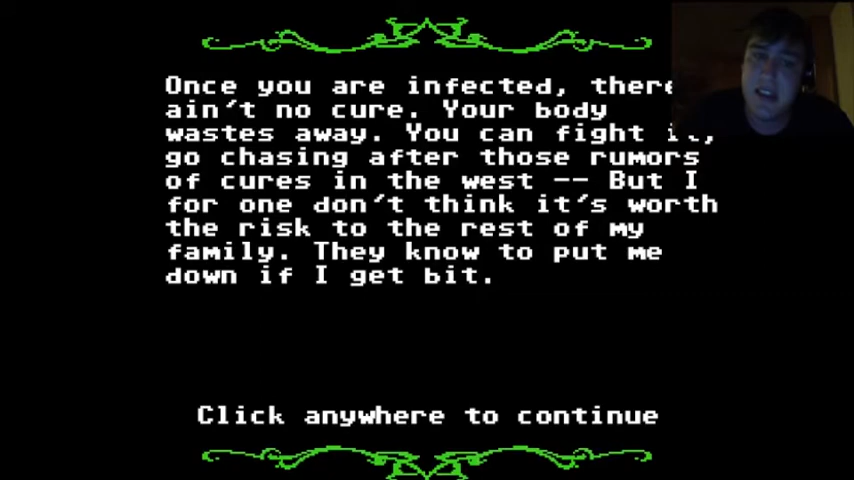 Once you are infected, there
ain't no cure. Your body
wastes away. You can fight it,
go chasing after those rumors
of cures in the west -- But I
for one don't think it's worth
the risk to the rest of my
family. They know to put me
down if I get bit.
Click anywhere to continue